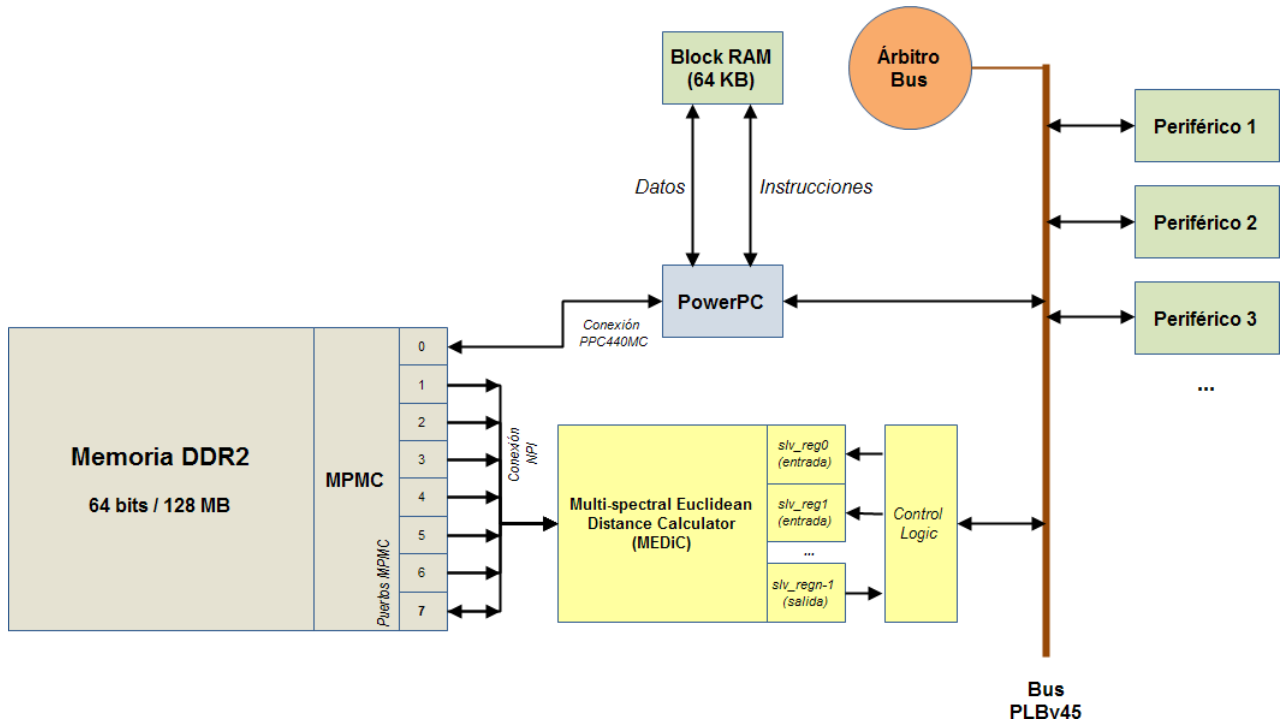 Block RAM
(64 KB)
Árbitro
Bus
Periférico 1
Datos
Instrucciones
Periférico 2
PowerPC
Periférico 3
Conexión
PPC440MC
...
Memoria DDR2
64 bits / 128 MB
MPMC
Puertos MPMC
0
1
2
3
4
5
6
7
Conexión
NPI
Multi-spectral Euclidean
Distance Calculator
(MEDiC)
slv_reg0
(entrada)
slv_reg1
(entrada)
...
slv_regn-1
(salida)
Control
Logic
Bus
PLBv45